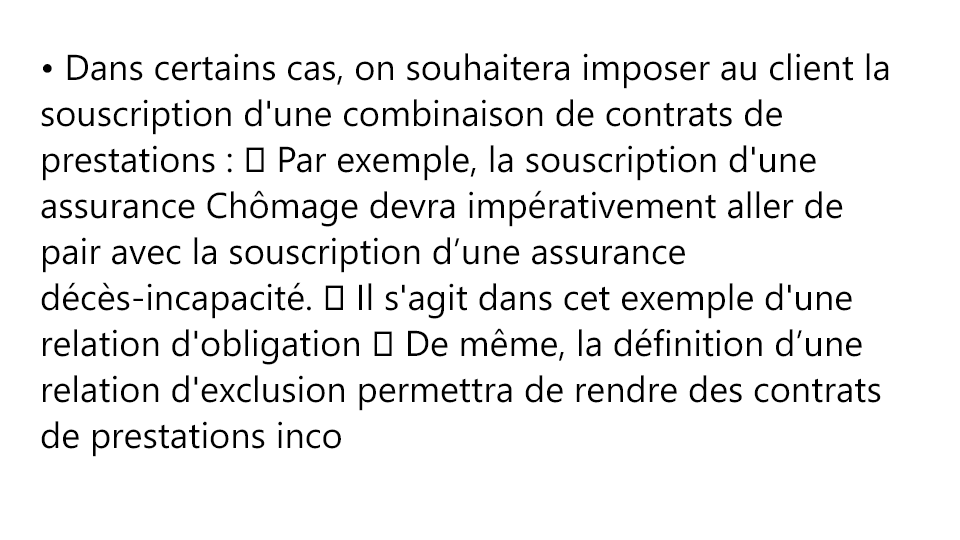 • Dans certains cas, on souhaitera imposer au client la
souscription d'une combinaison de contrats de
prestations : 􀂾 Par exemple, la souscription d'une
assurance Chômage devra impérativement aller de
pair avec la souscription d’une assurance
décès-incapacité. 􀂾 Il s'agit dans cet exemple d'une
relation d'obligation 􀂾 De même, la définition d’une
relation d'exclusion permettra de rendre des contrats
de prestations inco